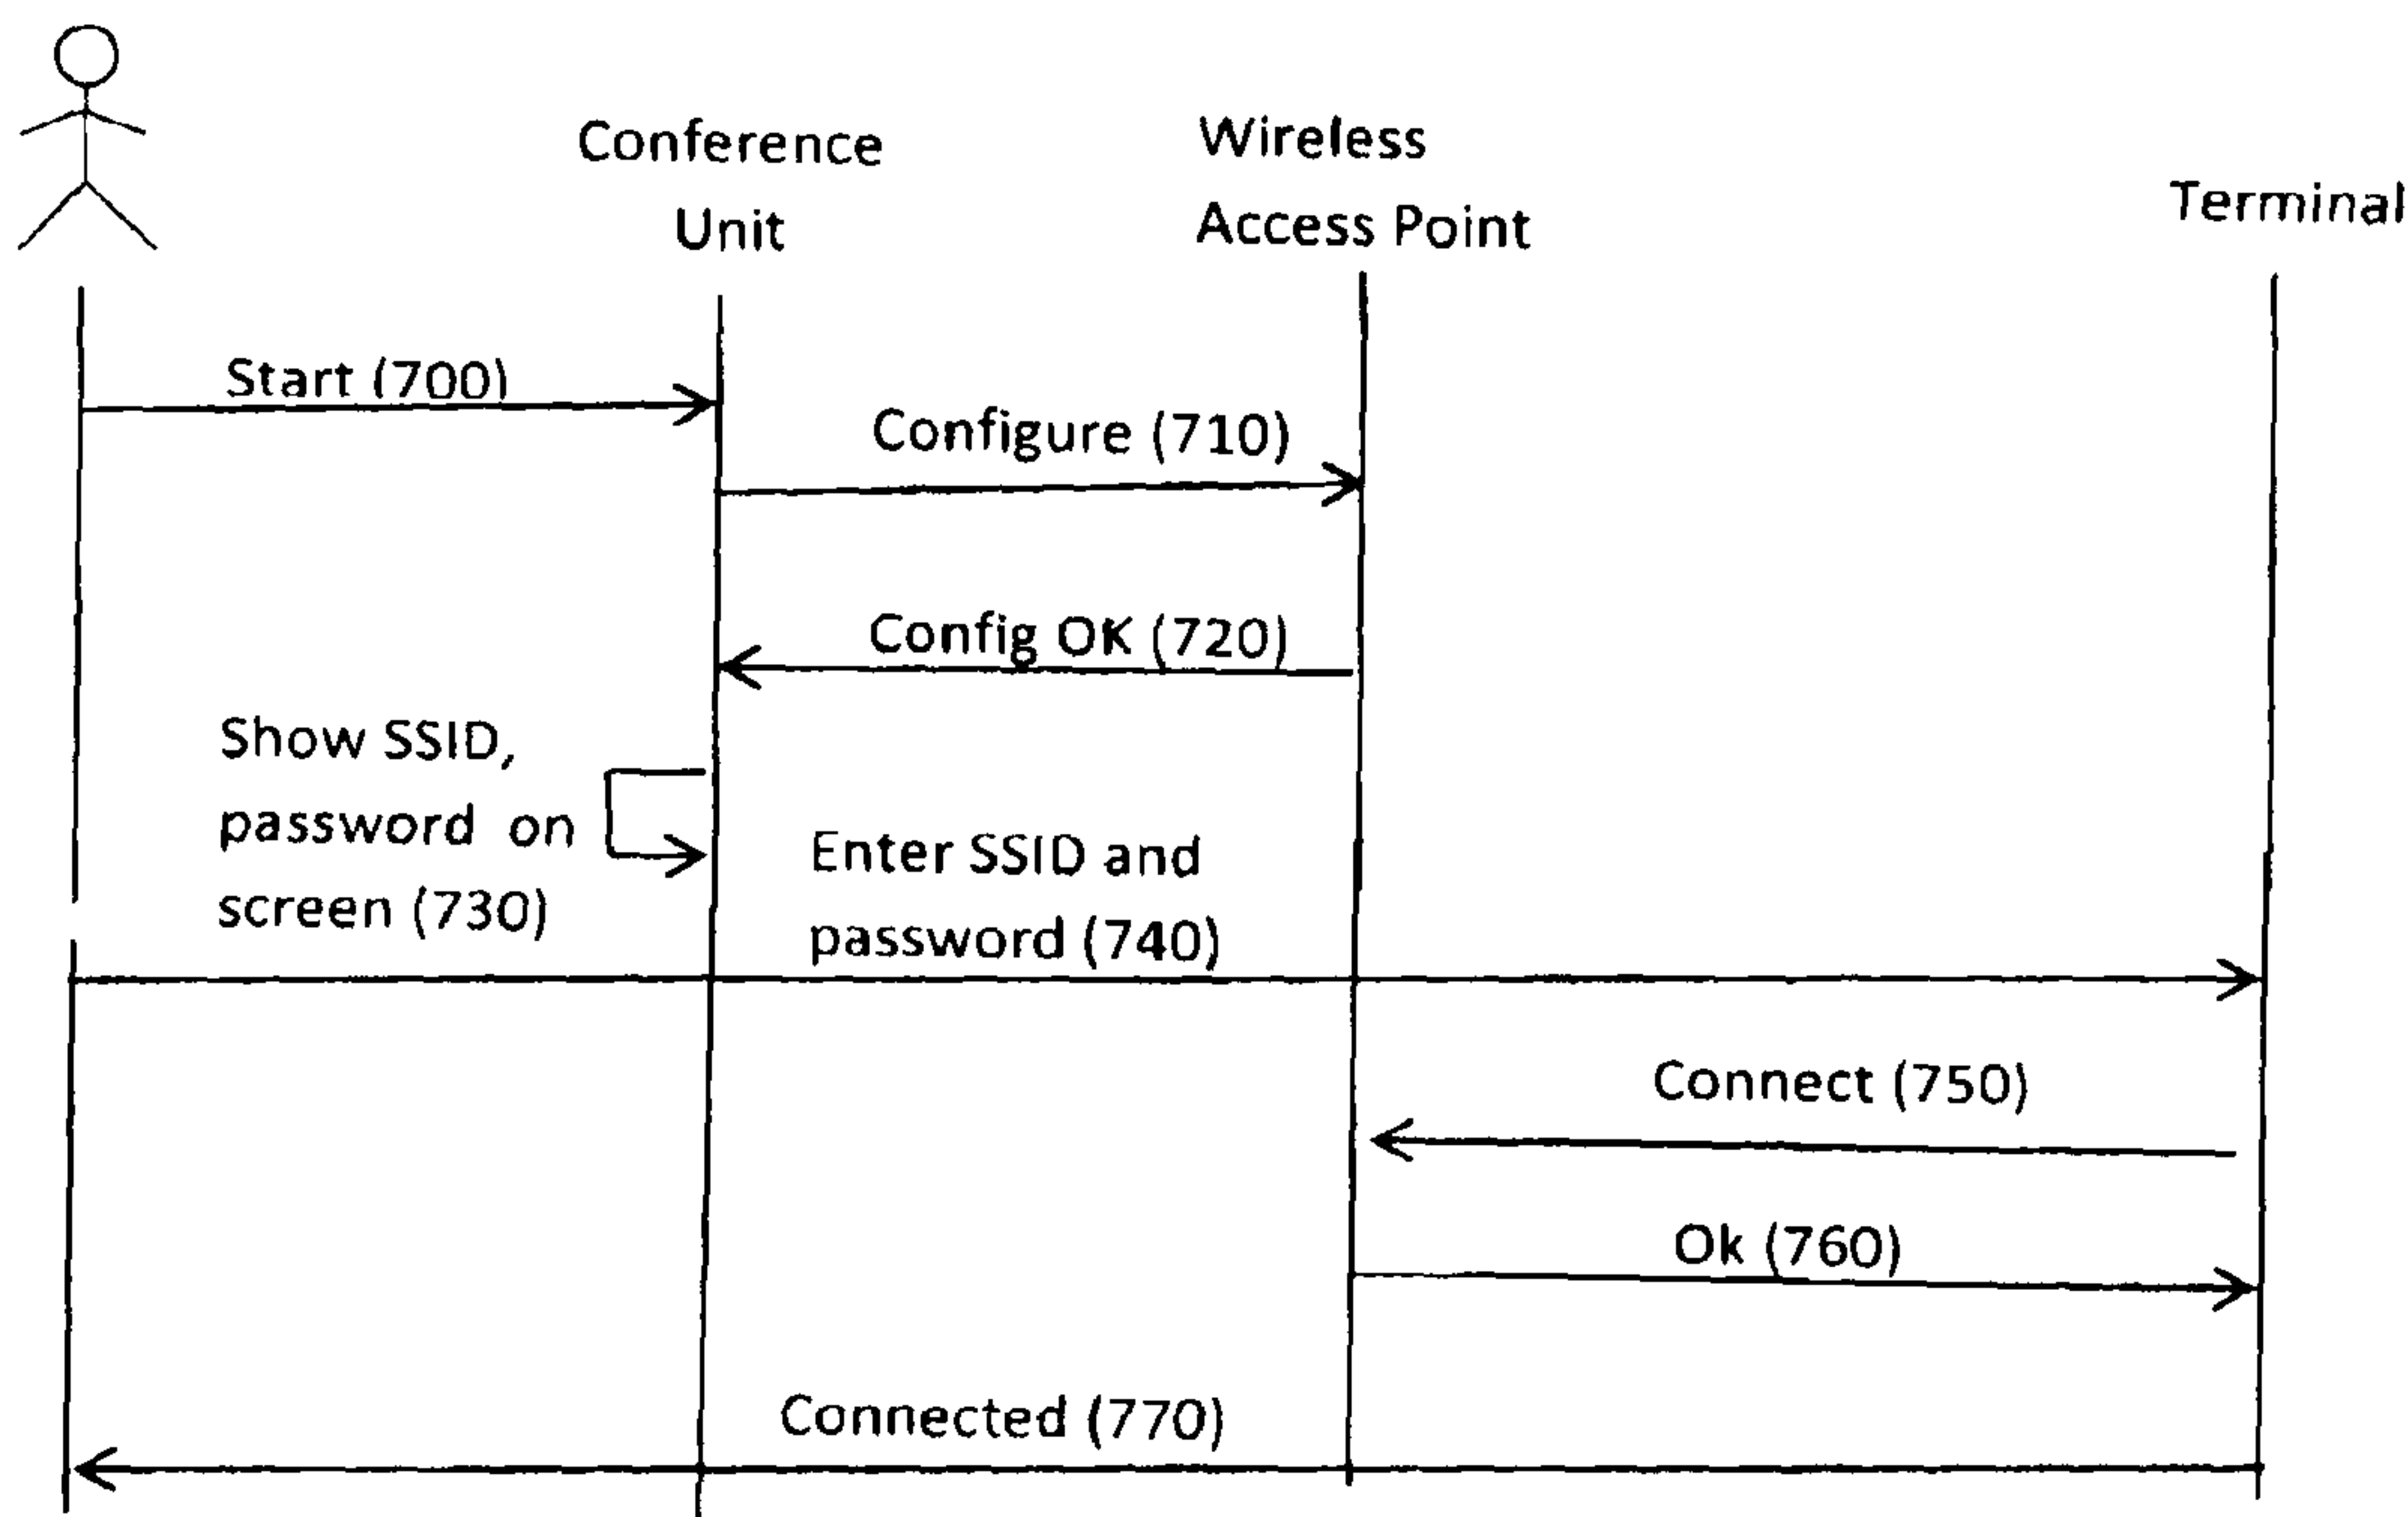 Conference
Unit
Wireless
Access Point
Terminal
Start (700)
Configure (710)
Config OK (720)
Show SSID,
password on
screen (730)
Enter SSID and
password (740)
Connect (750)
Ok (760)
Connected (770)